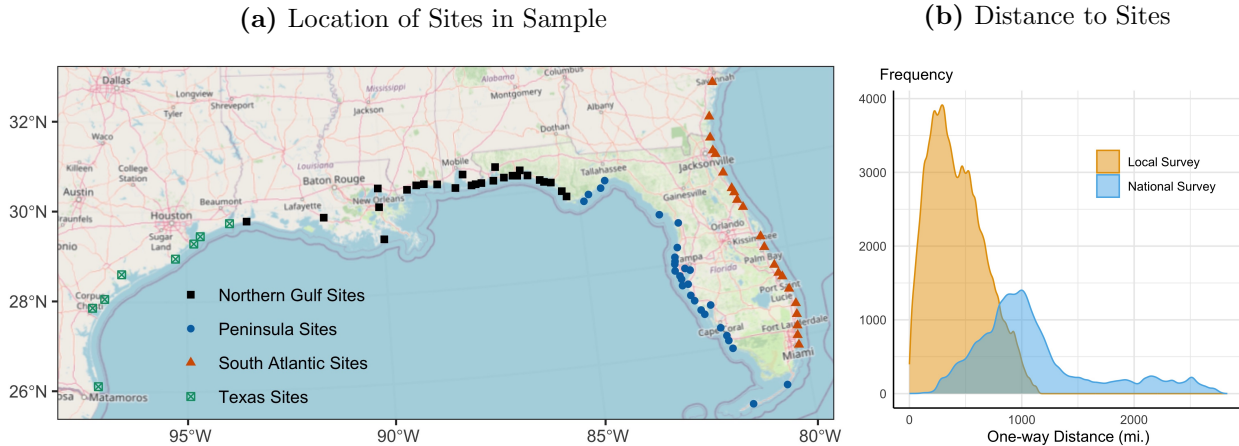 (a) Location of Sites in Sample
(b) Distance to Sites
Dallas
Longview
Shreveport
Tyler
Waco
Killeen
College
Station
Austin
Houston
Sugar
Land
Beaumont
Lafayette
Louisiana
Baton Rouge
New Orleans
Mississippi
Jackson
Alabama
Montgomery
Columbus
Albany
Dothan
Mobile
Tallahassee
Savannah
Jacksonville
Gainesville
Orlando
Kissimmee
Tampa
Florida
Palm Bay
Port Saint
Lucie
Cape Coral
Fort Lauderdale
Miami
Matamoros
32°N
30°N
28°N
26°N
95°W
90°W
85°W
80°W
Northern Gulf Sites
Peninsula Sites
South Atlantic Sites
Texas Sites
Frequency
4000
3000
2000
1000
0
Local Survey
National Survey
0
1000
2000
One-way Distance (mi.)